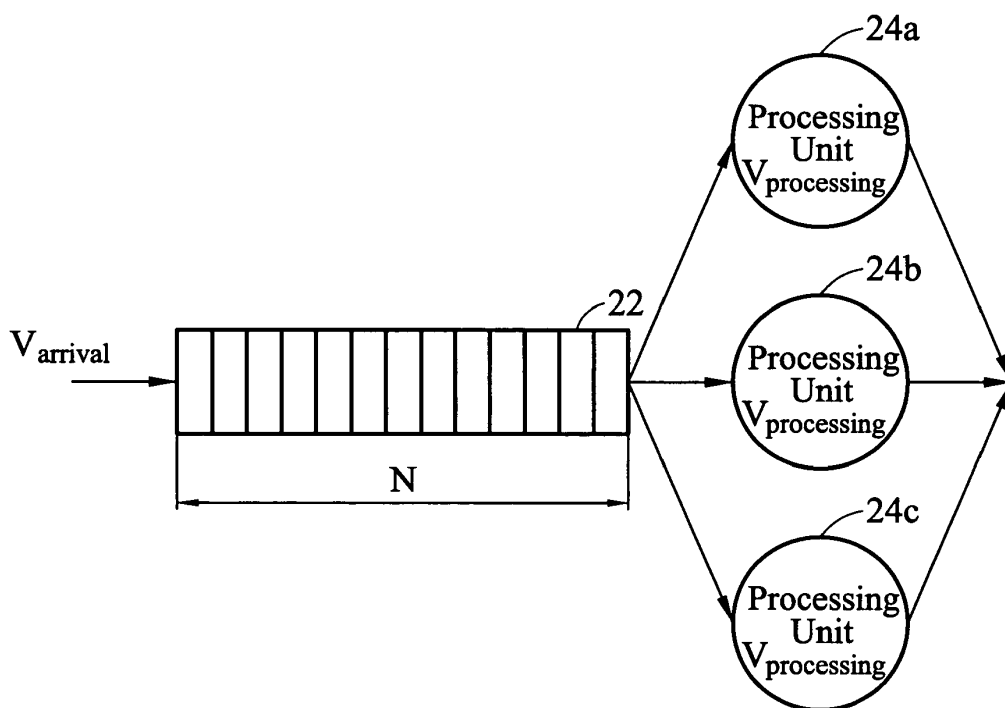 24a
Processing
Unit
Vprocessing
24b
22
Varrival
Processing
Unit
Vprocessing
N
24c
Processing
Unit
Vprocessing